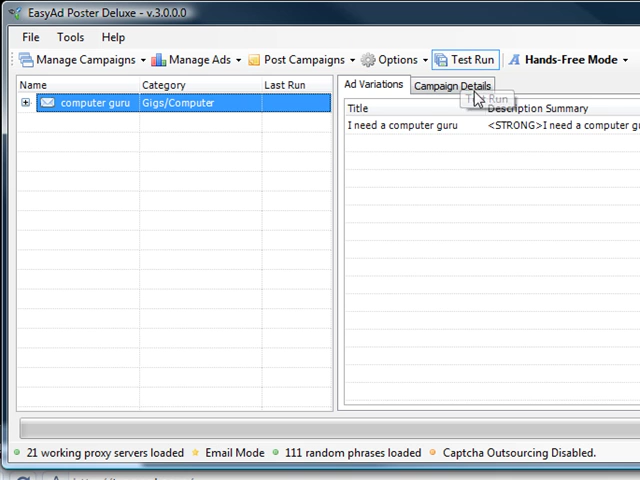 EasyAd Poster Deluxe - v.3.0.0.0
File Tools Help
Manage Campaigns Manage Ads Post Campaigns Options Test Run Hands-Free Mode
Name Category Last Run
computer guru Gigs/Computer
Ad Variations Campaign Details
Test Run
Title Description Summary
I need a computer guru <STRONG>I need a computer gu
21 working proxy servers loaded Email Mode 111 random phrases loaded Captcha Outsourcing Disabled.